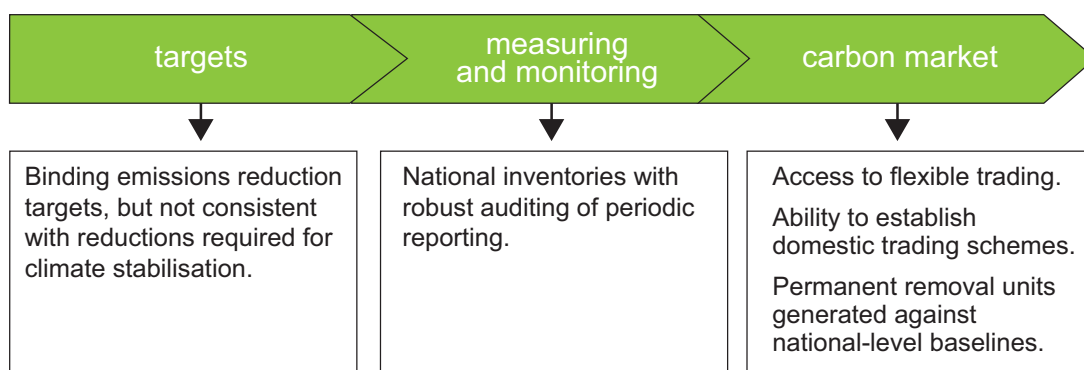 targets
measuring
and monitoring
carbon market
Binding emissions reduction
targets, but not consistent
with reductions required for
climate stabilisation.
National inventories with
robust auditing of periodic
reporting.
Access to flexible trading.
Ability to establish
domestic trading schemes.
Permanent removal units
generated against
national-level baselines.